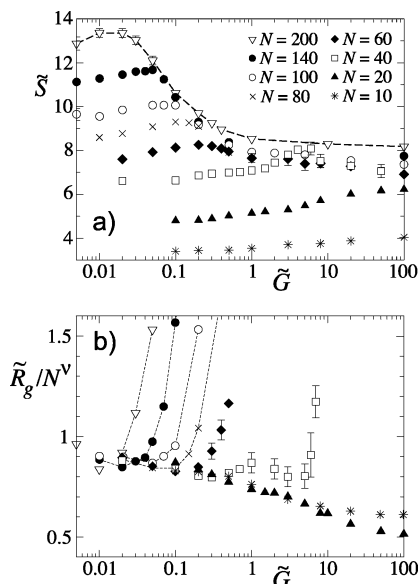 14
12
10
8
6
4
S̃
N = 200
N = 140
N = 100
N = 80
N = 60
N = 40
N = 20
N = 10
a)
0.01
0.1
1
10
100
G̃
1.5
1
0.5
R̃g/Nν
b)
0.01
0.1
1
10
100
G̃